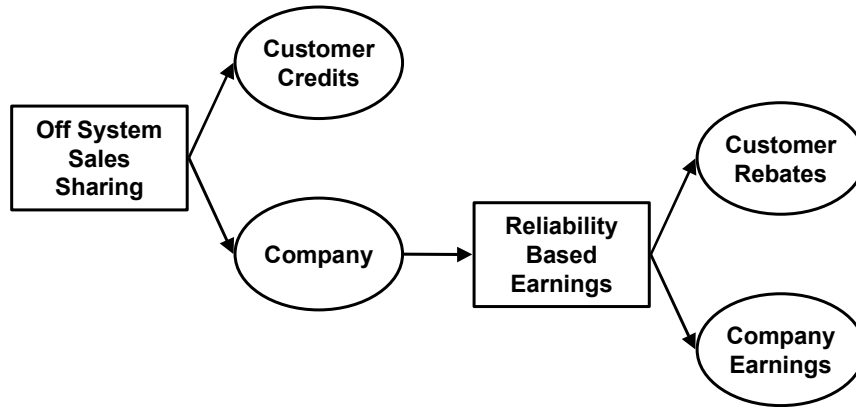 Customer
Credits
Off System
Sales
Sharing
Company
Reliability
Based
Earnings
Customer
Rebates
Company
Earnings